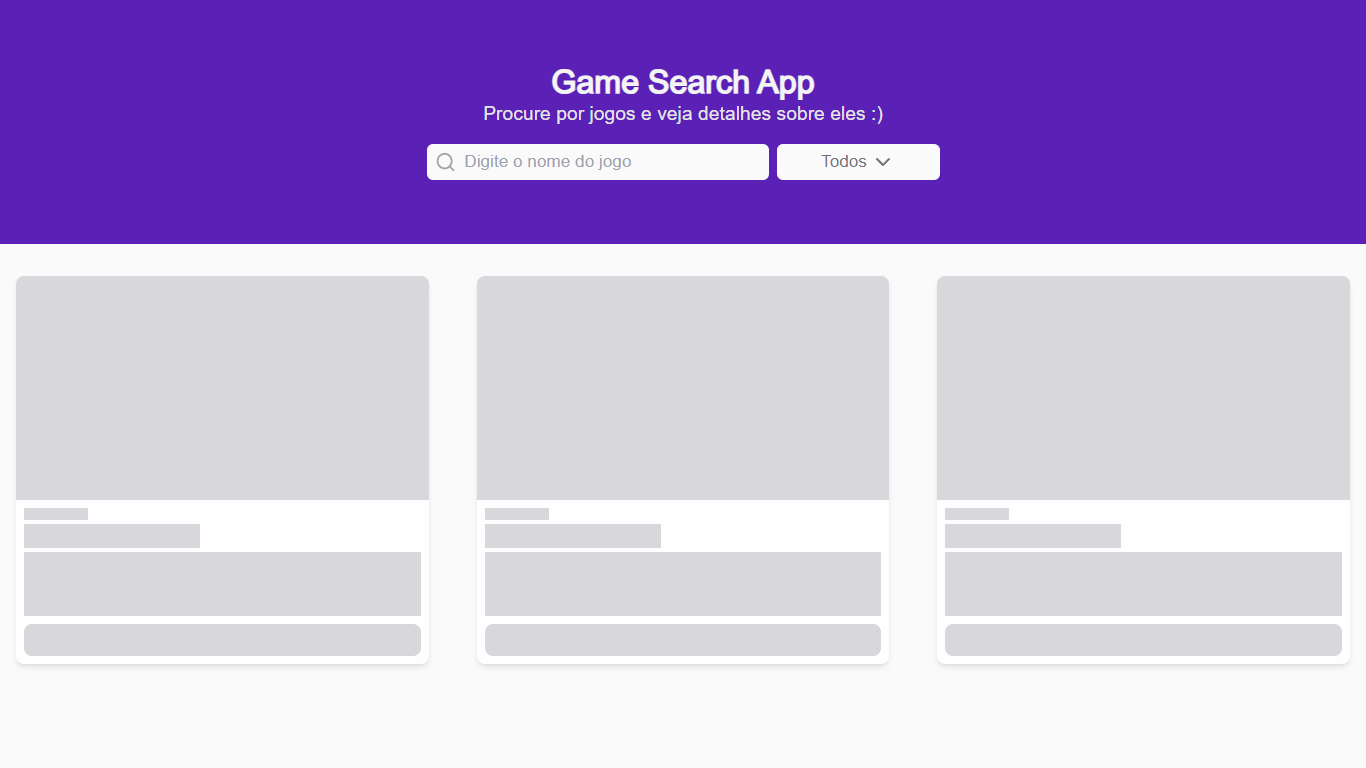 Game Search App
Procure por jogos e veja detalhes sobre eles :)
Digite o nome do jogo
Todos